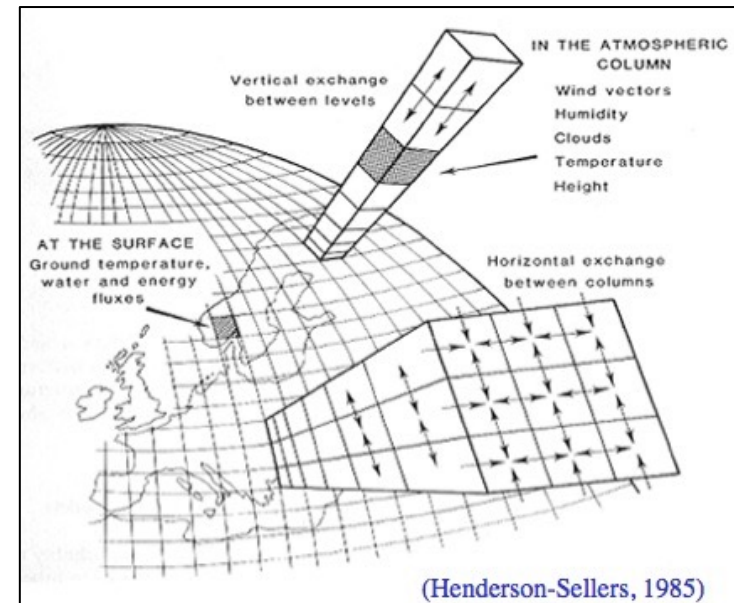 IN THE ATMOSPHERIC
COLUMN
Wind vectors
Humidity
Clouds
Temperature
Height
Vertical exchange
between levels
AT THE SURFACE
Ground temperature,
water and energy
fluxes
Horizontal exchange
between columns
(Henderson-Sellers, 1985)